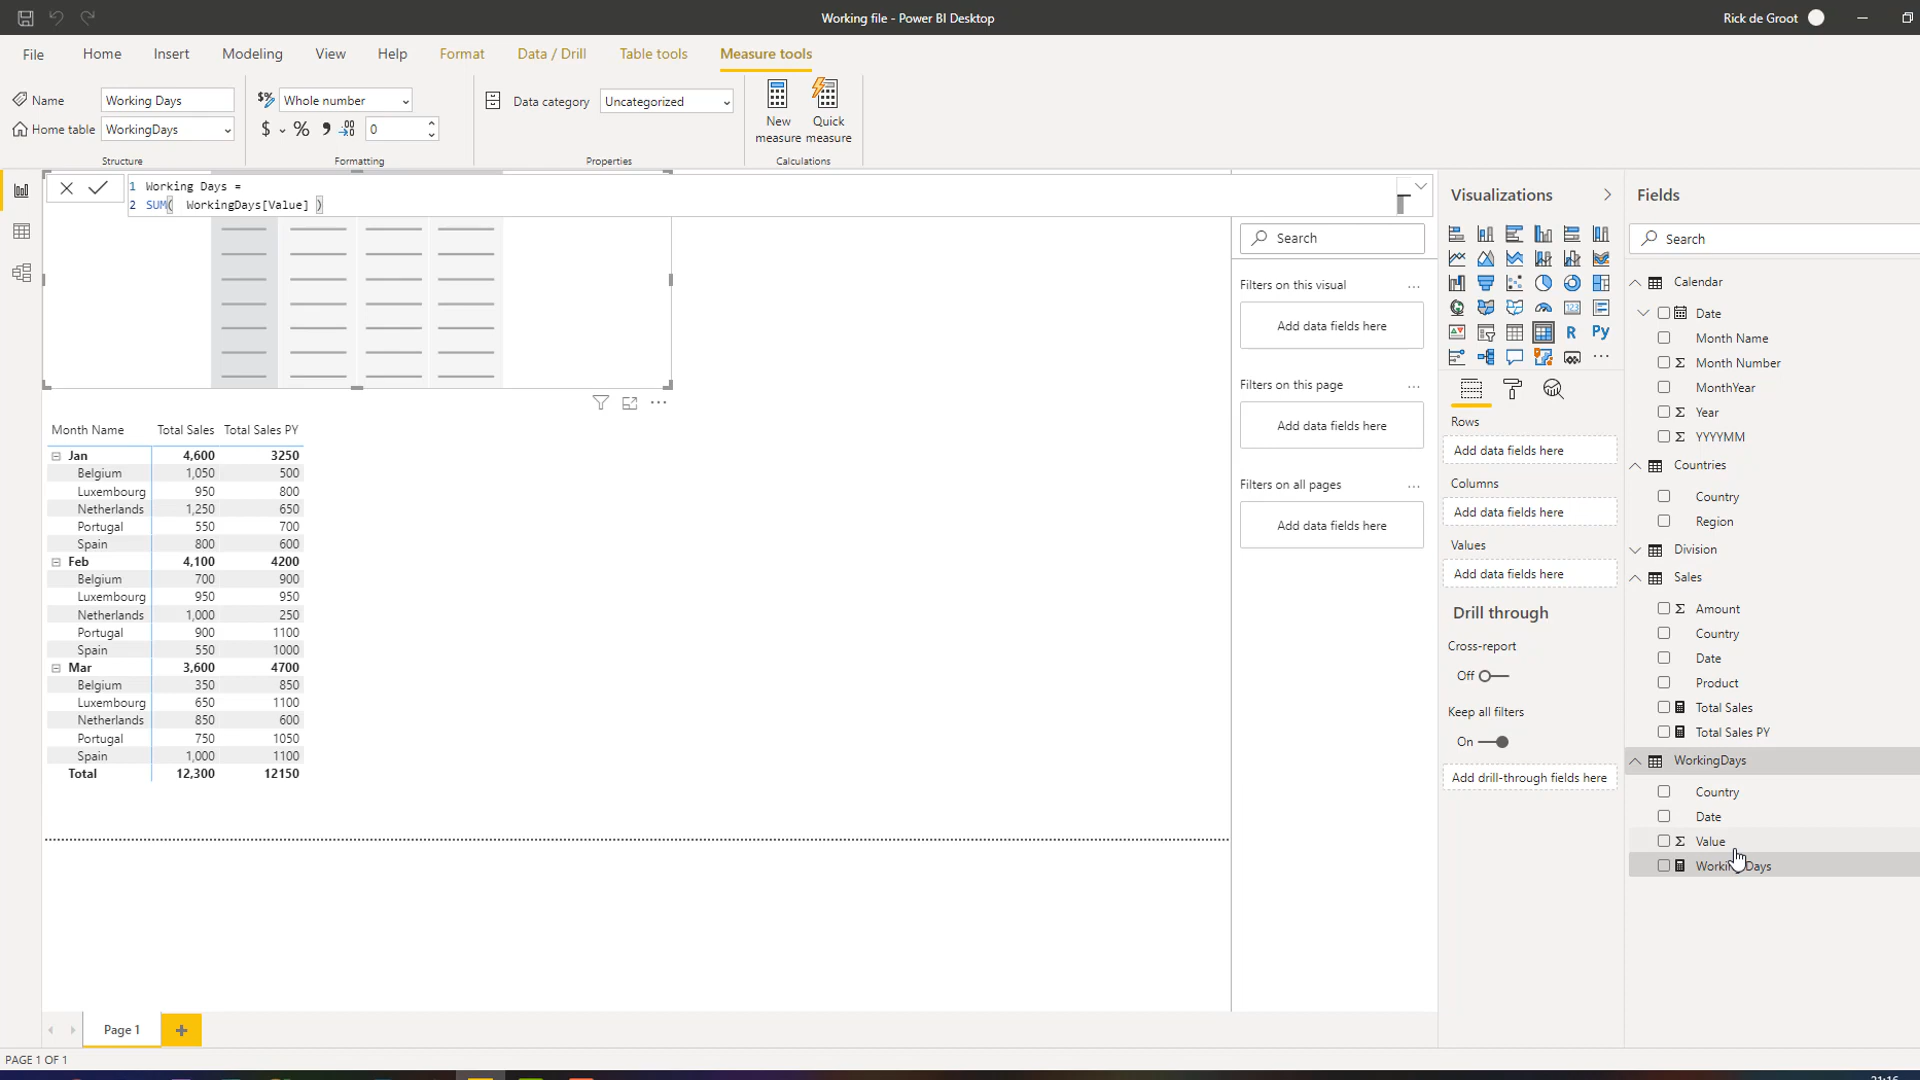 Working file - Power BI Desktop
Rick de Groot
File Home Insert Modeling View Help Format Data / Drill Table tools Measure tools
Name Working Days
Home table WorkingDays
Structure
Whole number
$ % 0
Formatting
Data category Uncategorized
Properties
New measure
Quick measure
Calculations
1 Working Days =
2 SUM( WorkingDays[Value] )
Month Name Total Sales Total Sales PY
Jan 4,600 3250
Belgium 1,050 500
Luxembourg 950 800
Netherlands 1,250 650
Portugal 550 700
Spain 800 600
Feb 4,100 4200
Belgium 700 900
Luxembourg 950 950
Netherlands 1,000 250
Portugal 900 1100
Spain 550 1000
Mar 3,600 4700
Belgium 350 850
Luxembourg 650 1100
Netherlands 850 600
Portugal 750 1050
Spain 1,000 1100
Total 12,300 12150
Search
Filters on this visual
Add data fields here
Filters on this page
Add data fields here
Filters on all pages
Add data fields here
Visualizations
R Py
123
Rows
Add data fields here
Columns
Add data fields here
Values
Add data fields here
Drill through
Cross-report
Off
Keep all filters
On
Add drill-through fields here
Fields
Search
Calendar
Date
Month Name
Month Number
MonthYear
Year
YYYYMM
Countries
Country
Region
Division
Sales
Amount
Country
Date
Product
Total Sales
Total Sales PY
WorkingDays
Country
Date
Value
Days
Page 1
PAGE 1 OF 1